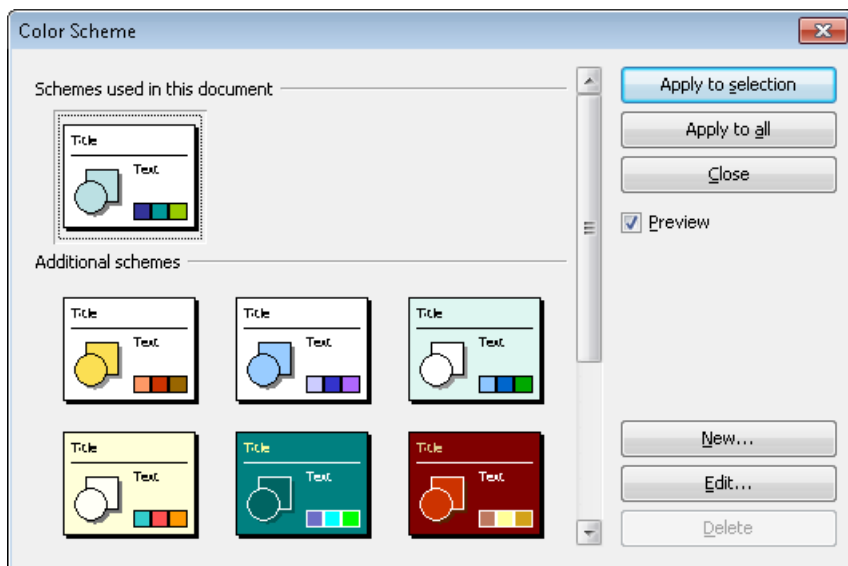 Color Scheme
Schemes used in this document
Title
Text
Additional schemes
Title
Text
Title
Text
Title
Text
Title
Text
Title
Text
Title
Text
Apply to selection
Apply to all
Close
Preview
New...
Edit...
Delete